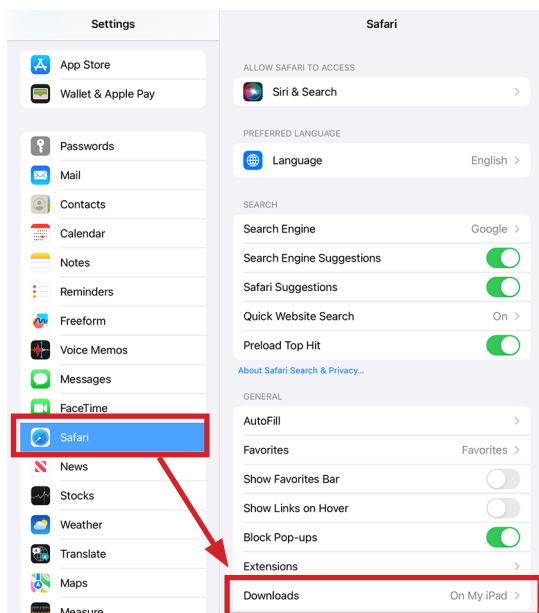 Settings
App Store
Wallet & Apple Pay
Passwords
Mail
Contacts
Calendar
Notes
Reminders
Freeform
Voice Memos
Messages
FaceTime
Safari
News
Stocks
Weather
Translate
Maps
Measure
Safari
ALLOW SAFARI TO ACCESS
Siri & Search
PREFERRED LANGUAGE
Language English
SEARCH
Search Engine Google
Search Engine Suggestions
Safari Suggestions
Quick Website Search On
Preload Top Hit
About Safari Search & Privacy...
GENERAL
AutoFill
Favorites Favorites
Show Favorites Bar
Show Links on Hover
Block Pop-ups
Extensions
Downloads On My iPad